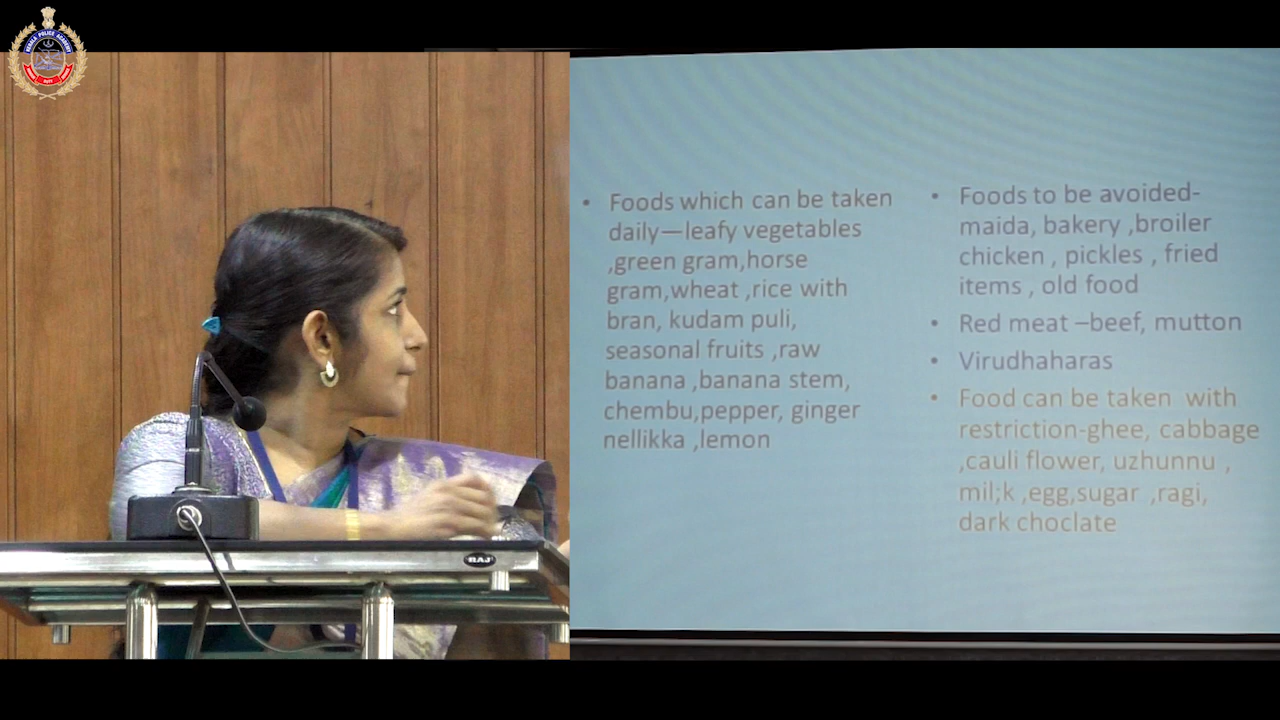 KERALA POLICE ACADEMY
• Foods which can be taken
daily—leafy vegetables
,green gram,horse
gram,wheat ,rice with
bran, kudam puli,
seasonal fruits ,raw
banana ,banana stem,
chembu,pepper, ginger
nellikka ,lemon
• Foods to be avoided-
maida, bakery ,broiler
chicken , pickles , fried
items , old food
• Red meat –beef, mutton
• Virudhaharas
• Food can be taken with
restriction-ghee, cabbage
,cauli flower, uzhunnu ,
mil;k ,egg,sugar ,ragi,
dark choclate
RAJ